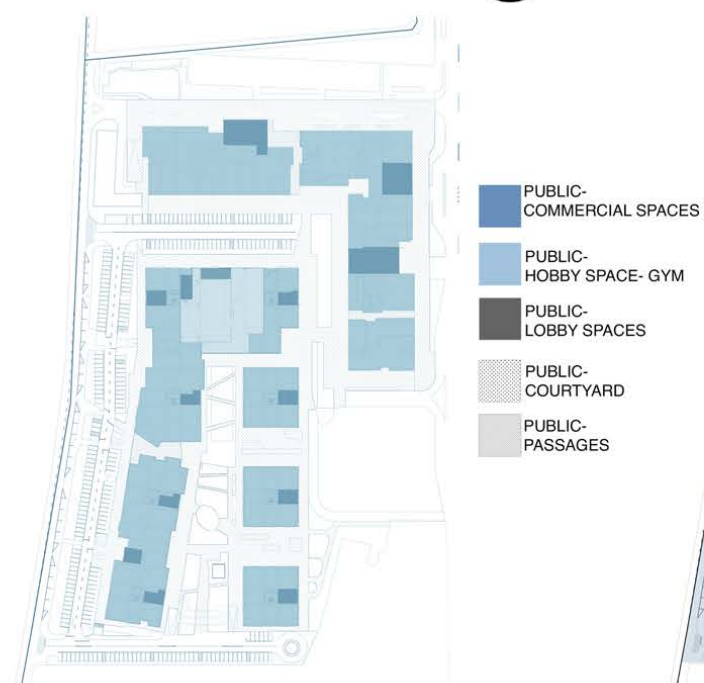 PUBLIC-
COMMERCIAL SPACES
PUBLIC-
HOBBY SPACE- GYM
PUBLIC-
LOBBY SPACES
PUBLIC-
COURTYARD
PUBLIC-
PASSAGES